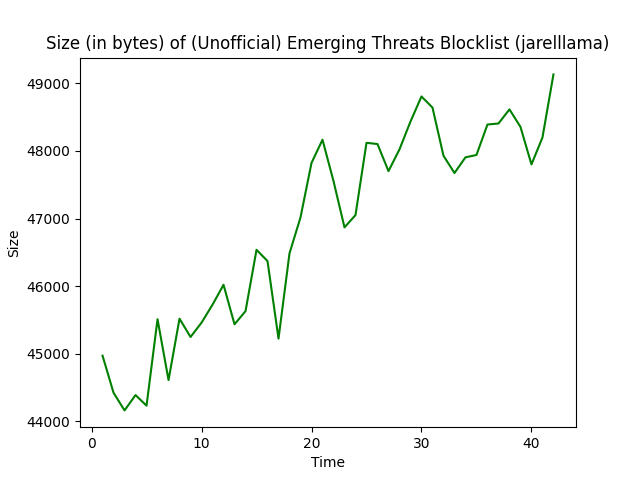 Size (in bytes) of (Unofficial) Emerging Threats Blocklist (jarelllama)
49000
48000
47000
46000
45000
44000
Size
0 10 20 30 40
Time